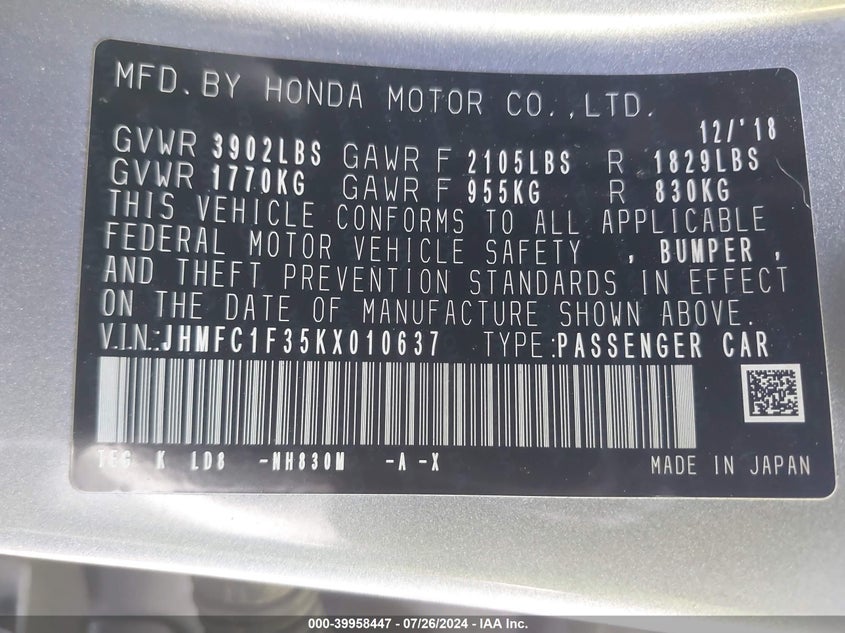 MFD.BY HONDA MOTOR CO.,LTD.
12/'18
GVWR 3902LBS GAWR F 2105LBS R 1829LBS
GVWR 1770KG GAWR F 955KG R 830KG
THIS VEHICLE CONFORMS TO ALL APPLICABLE
FEDERAL MOTOR VEHICLE SAFETY , BUMPER ,
AND THEFT PREVENTION STANDARDS IN EFFECT
ON THE DATE OF MANUFACTURE SHOWN ABOVE.
V.I.N.:JHMFC1F35KX010637 TYPE:PASSENGER CAR
TEG K LD8 -NH830M -A -X
MADE IN JAPAN
000-39958447 - 07/26/2024 - IAA Inc.